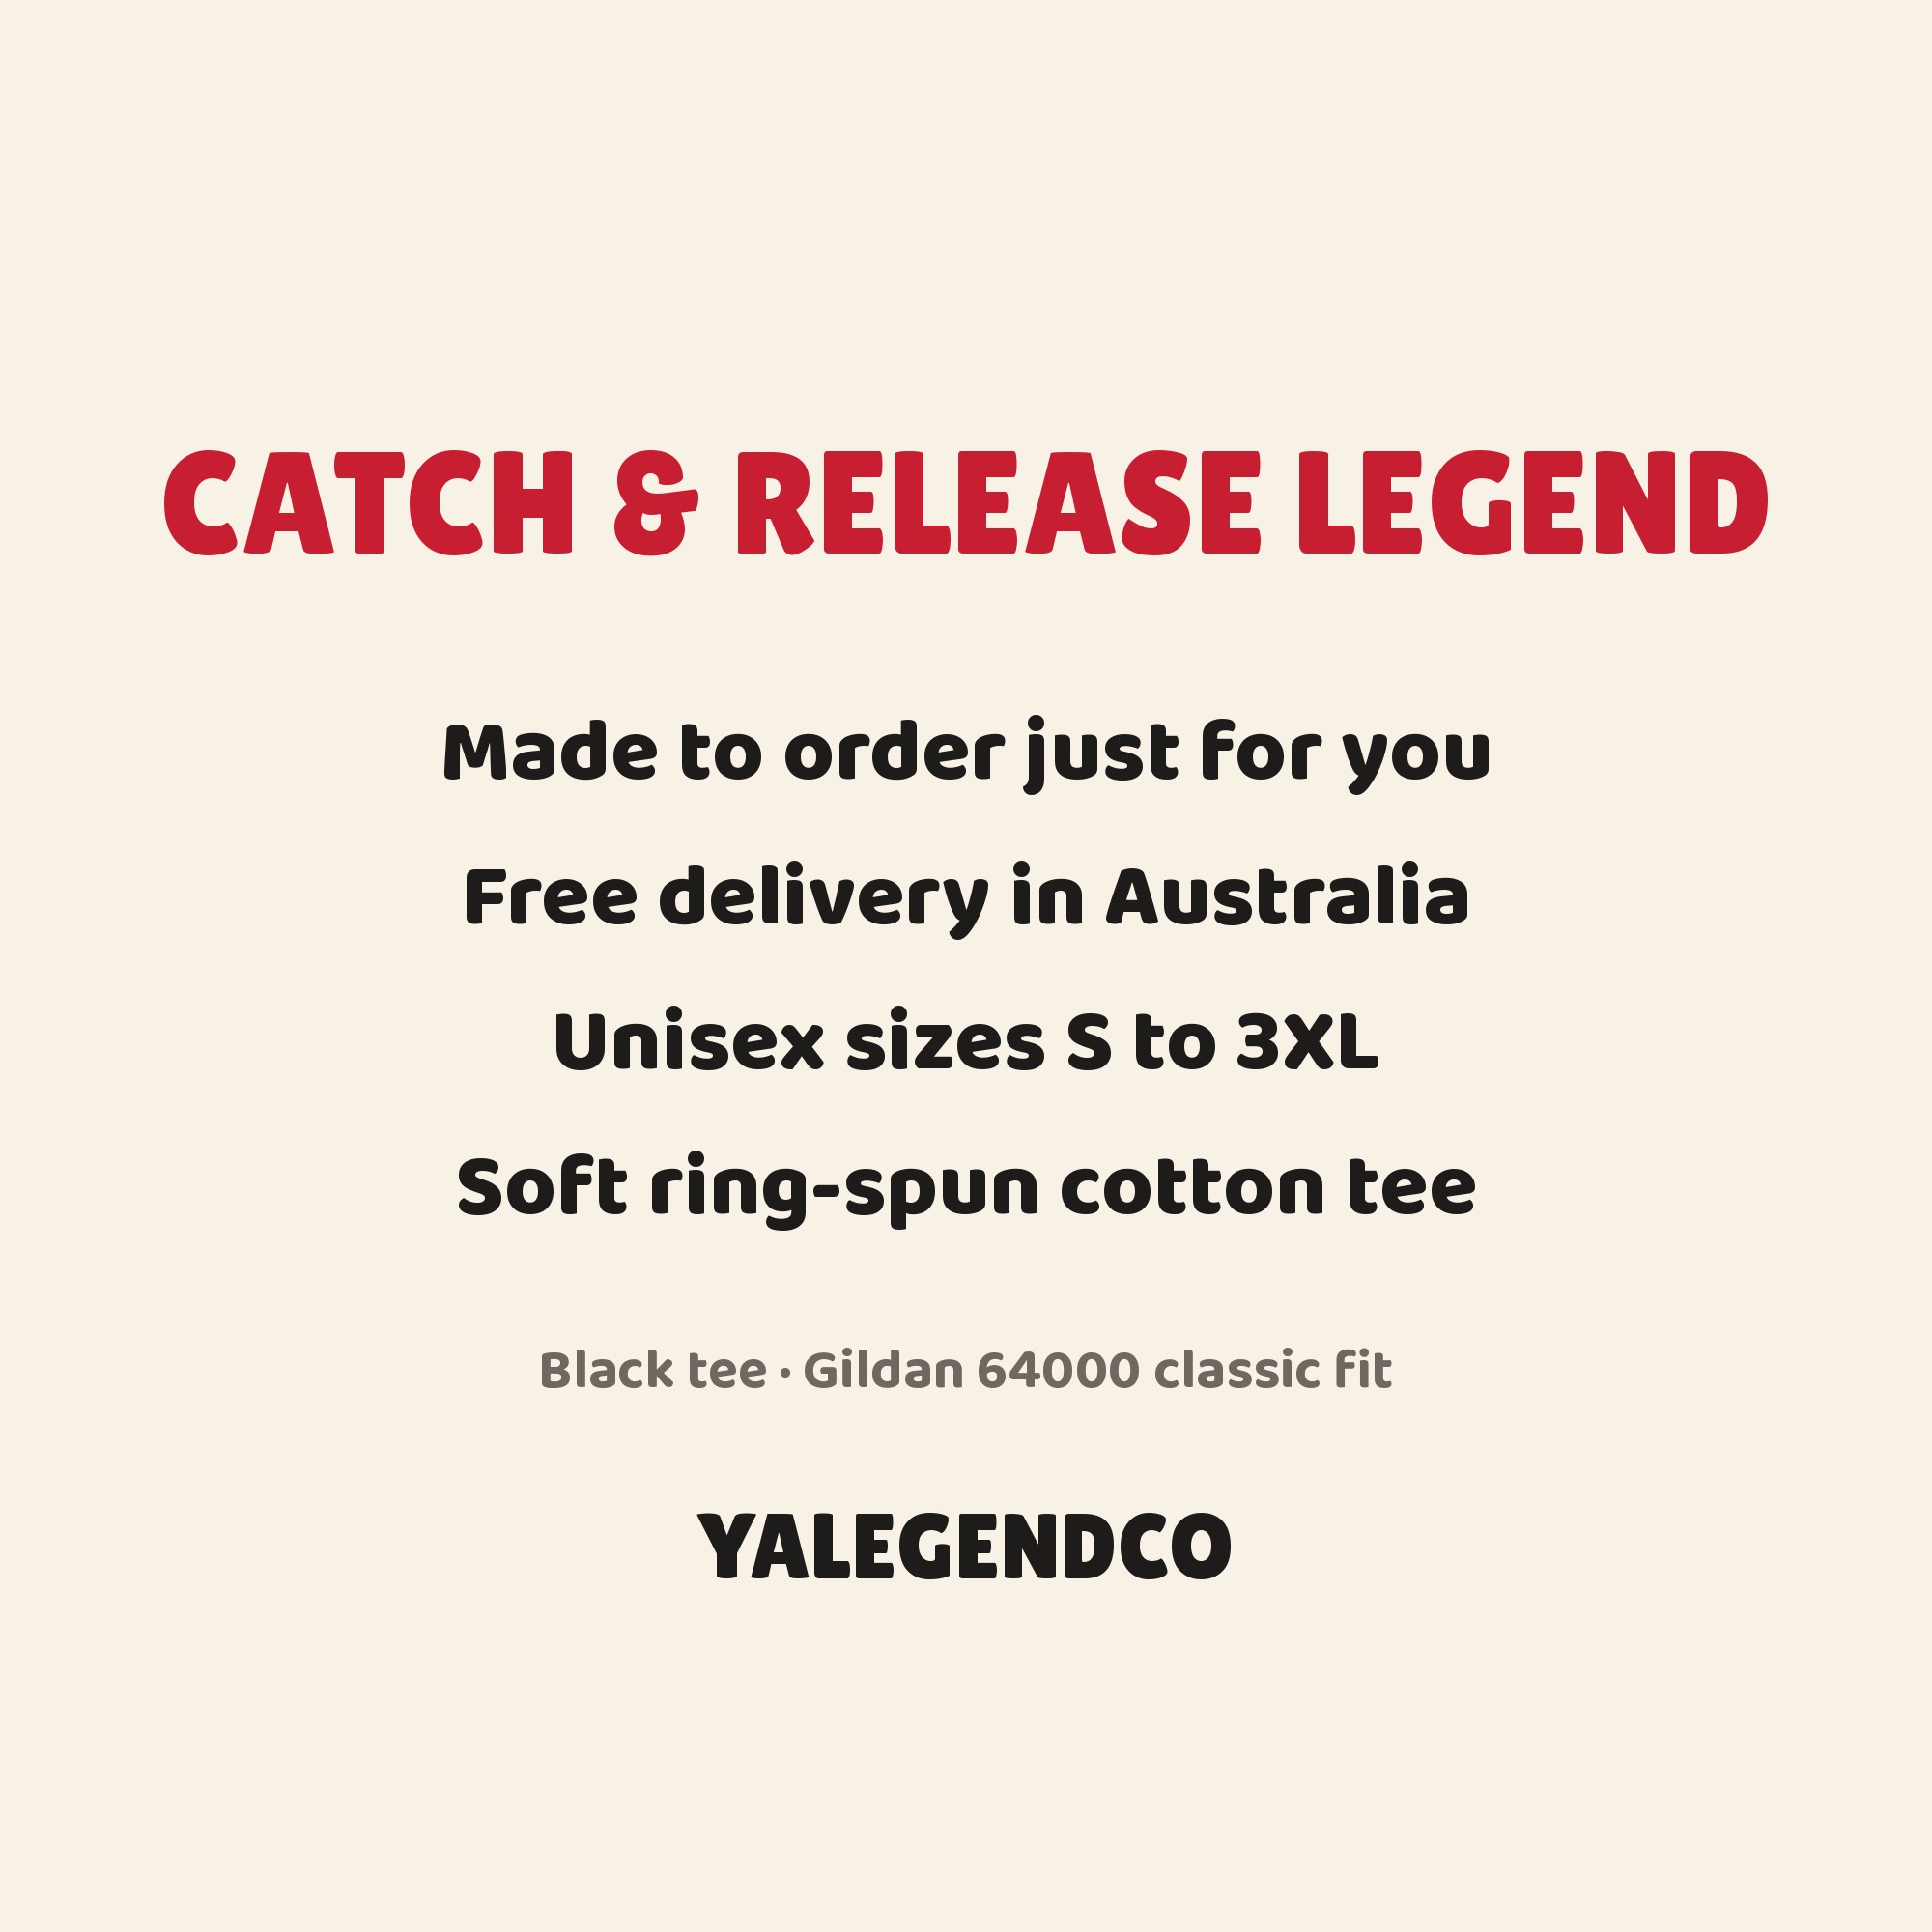 CATCH & RELEASE LEGEND
Made to order just for you
Free delivery in Australia
Unisex sizes S to 3XL
Soft ring-spun cotton tee
Black tee • Gildan 64000 classic fit
YALEGENDCO